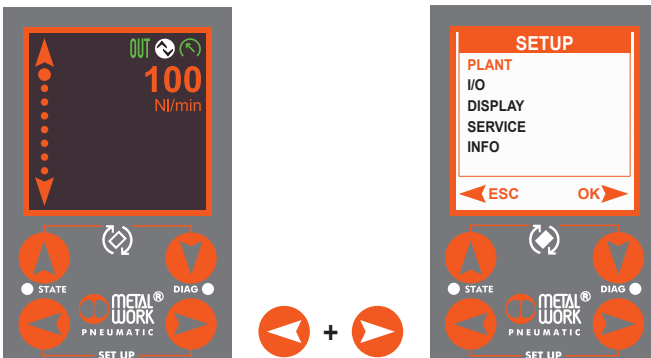 OUT
100
Nl/min
STATE
DIAG
METAL®
WORK
PNEUMATIC
SET UP
+
SETUP
PLANT
I/O
DISPLAY
SERVICE
INFO
ESC OK
STATE
DIAG
METAL®
WORK
PNEUMATIC
SET UP